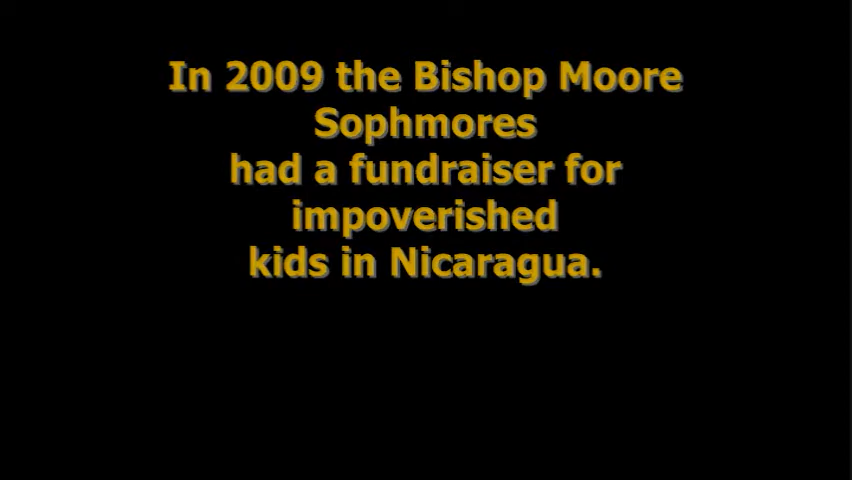 In 2009 the Bishop Moore
Sophmores
had a fundraiser for
impoverished
kids in Nicaragua.